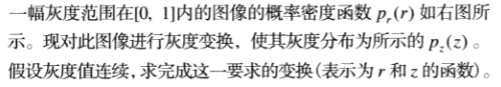 一幅灰度范围在[0, 1]内的图像的概率密度函数 pᵣ(r) 如右图所
示。现对此图像进行灰度变换，使其灰度分布为所示的 p_z(z) 。
假设灰度值连续，求完成这一要求的变换(表示为 r 和 z 的函数)。